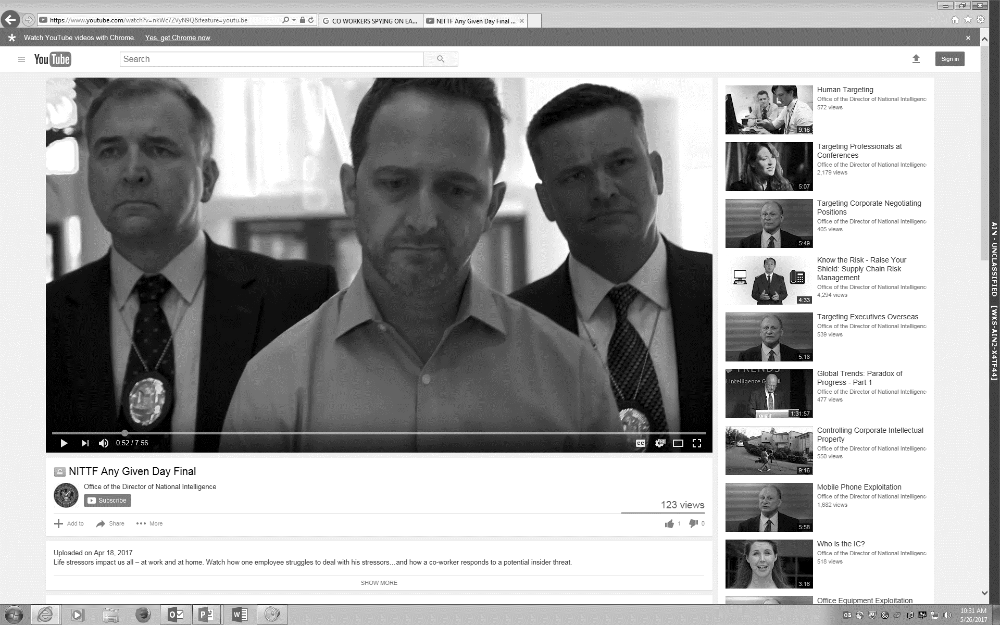 https://www.youtube.com/watch?v=nkWc7ZVyN9Q&feature=youtu.be
CO WORKERS SPYING ON EA...
NITTF Any Given Day Final ...
Watch YouTube videos with Chrome. Yes, get Chrome now.
YouTube
Search
Sign in
0:52 / 7:56
CC
HD
NITTF Any Given Day Final
Office of the Director of National Intelligence
Subscribe
123 views
Add to
Share
More
1
0
Uploaded on Apr 18, 2017
Life stressors impact us all – at work and at home. Watch how one employee struggles to deal with his stressors…and how a co-worker responds to a potential insider threat.
SHOW MORE
9:16
Human Targeting
Office of the Director of National Intelligenc
572 views
5:07
Targeting Professionals at
Conferences
Office of the Director of National Intelligenc
2,179 views
5:49
Targeting Corporate Negotiating
Positions
Office of the Director of National Intelligenc
405 views
4:33
Know the Risk - Raise Your
Shield: Supply Chain Risk
Management
Office of the Director of National Intelligenc
4,294 views
5:18
Targeting Executives Overseas
Office of the Director of National Intelligenc
539 views
TRENDS
l Intelligence
KNIGHT
1:31:57
Global Trends: Paradox of
Progress - Part 1
Office of the Director of National Intelligenc
477 views
9:16
Controlling Corporate Intellectual
Property
Office of the Director of National Intelligenc
550 views
5:58
Mobile Phone Exploitation
Office of the Director of National Intelligenc
1,682 views
3:16
Who is the IC?
Office of the Director of National Intelligenc
518 views
Office Equipment Exploitation
AIN - UNCLASSIFIED [WKS-AIN2-X4TF44]
10:31 AM
5/26/2017